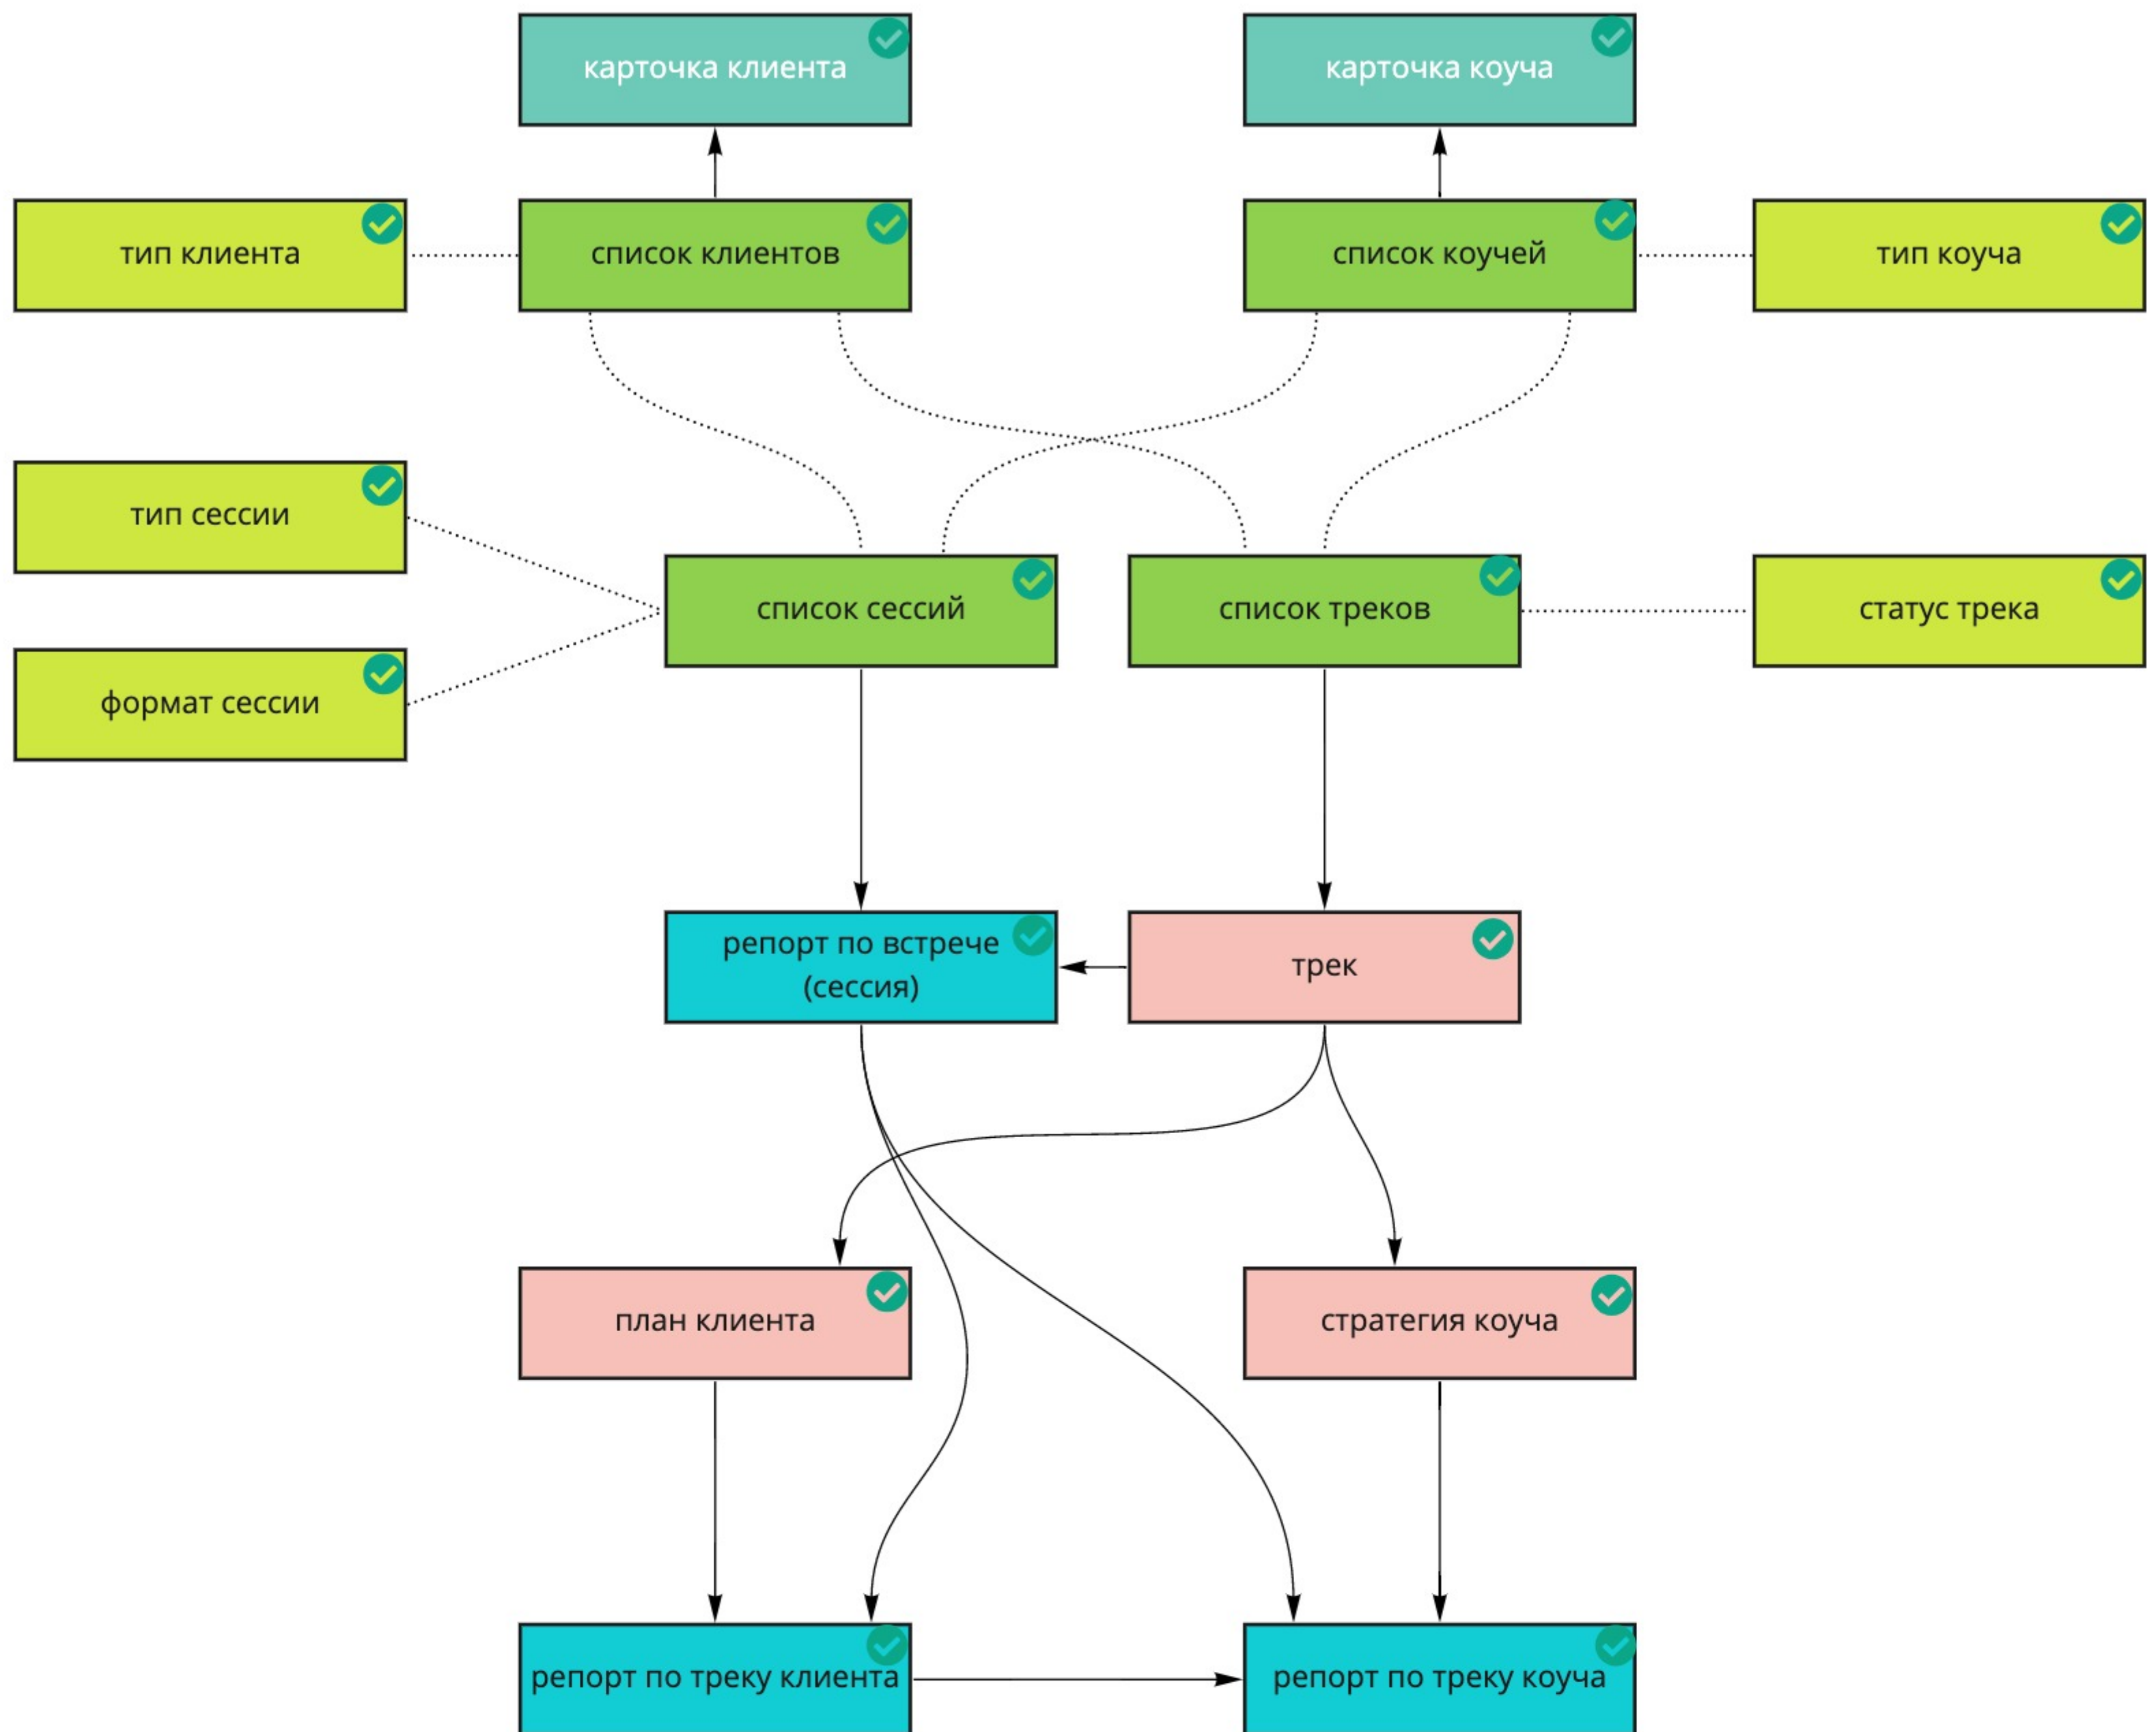 карточка клиента
карточка коуча
тип клиента
список клиентов
список коучей
тип коуча
тип сессии
список сессий
список треков
статус трека
формат сессии
репорт по встрече
(сессия)
трек
план клиента
стратегия коуча
репорт по треку клиента
репорт по треку коуча